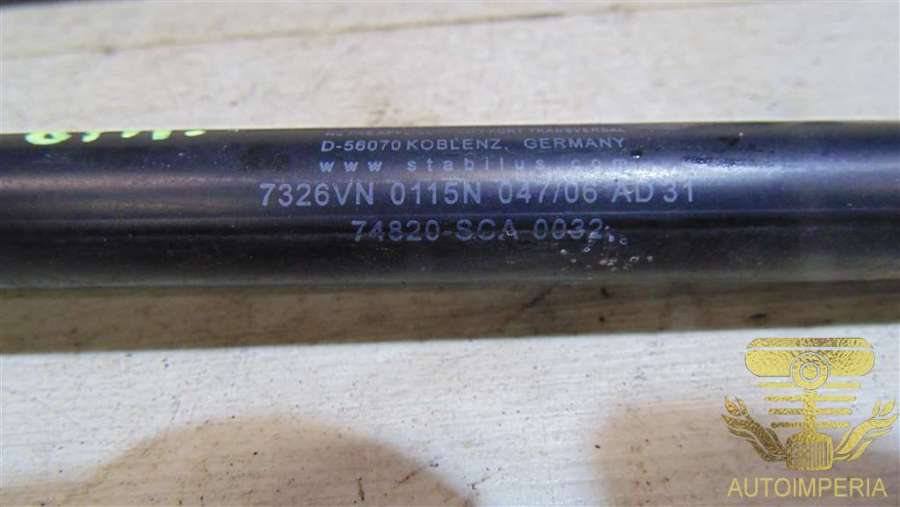 D-56070 KOBLENZ, GERMANY
www stabilus.com
7326VN 0115N 047/06 AD 31
74820 SCA 0032
AUTOIMPERIA